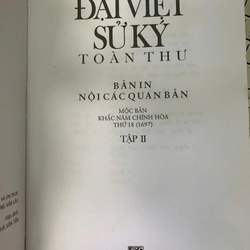 ĐẠI VIỆT
SỬ KÝ
TOÀN THƯ
BẢN IN
NỘI CÁC QUAN BẢN
MỘC BẢN
KHẮC NĂM CHÍNH HÒA
THỨ 18 (1697)
TẬP II